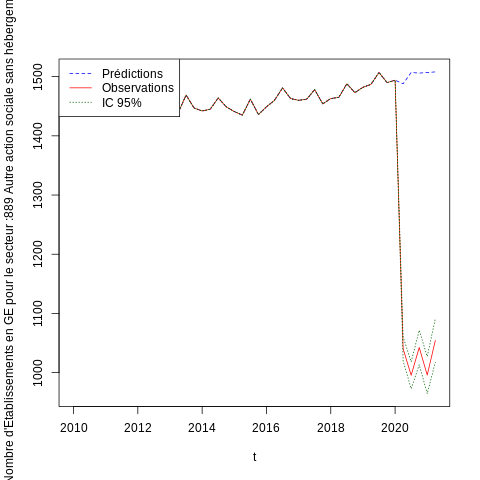 Nombre d'Etablissements en GE pour le secteur :889 Autre action sociale sans hébergem
Prédictions
Observations
IC 95%
1500
1400
1300
1200
1100
1000
2010 2012 2014 2016 2018 2020
t